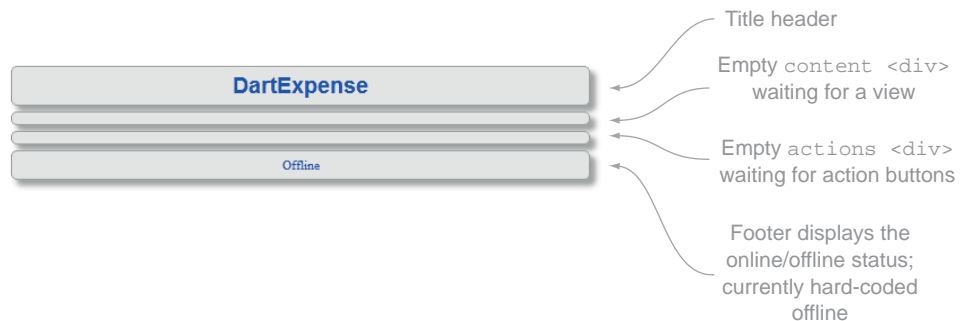 Title header
Empty content <div>
waiting for a view
DartExpense
Empty actions <div>
waiting for action buttons
Offline
Footer displays the
online/offline status;
currently hard-coded
offline